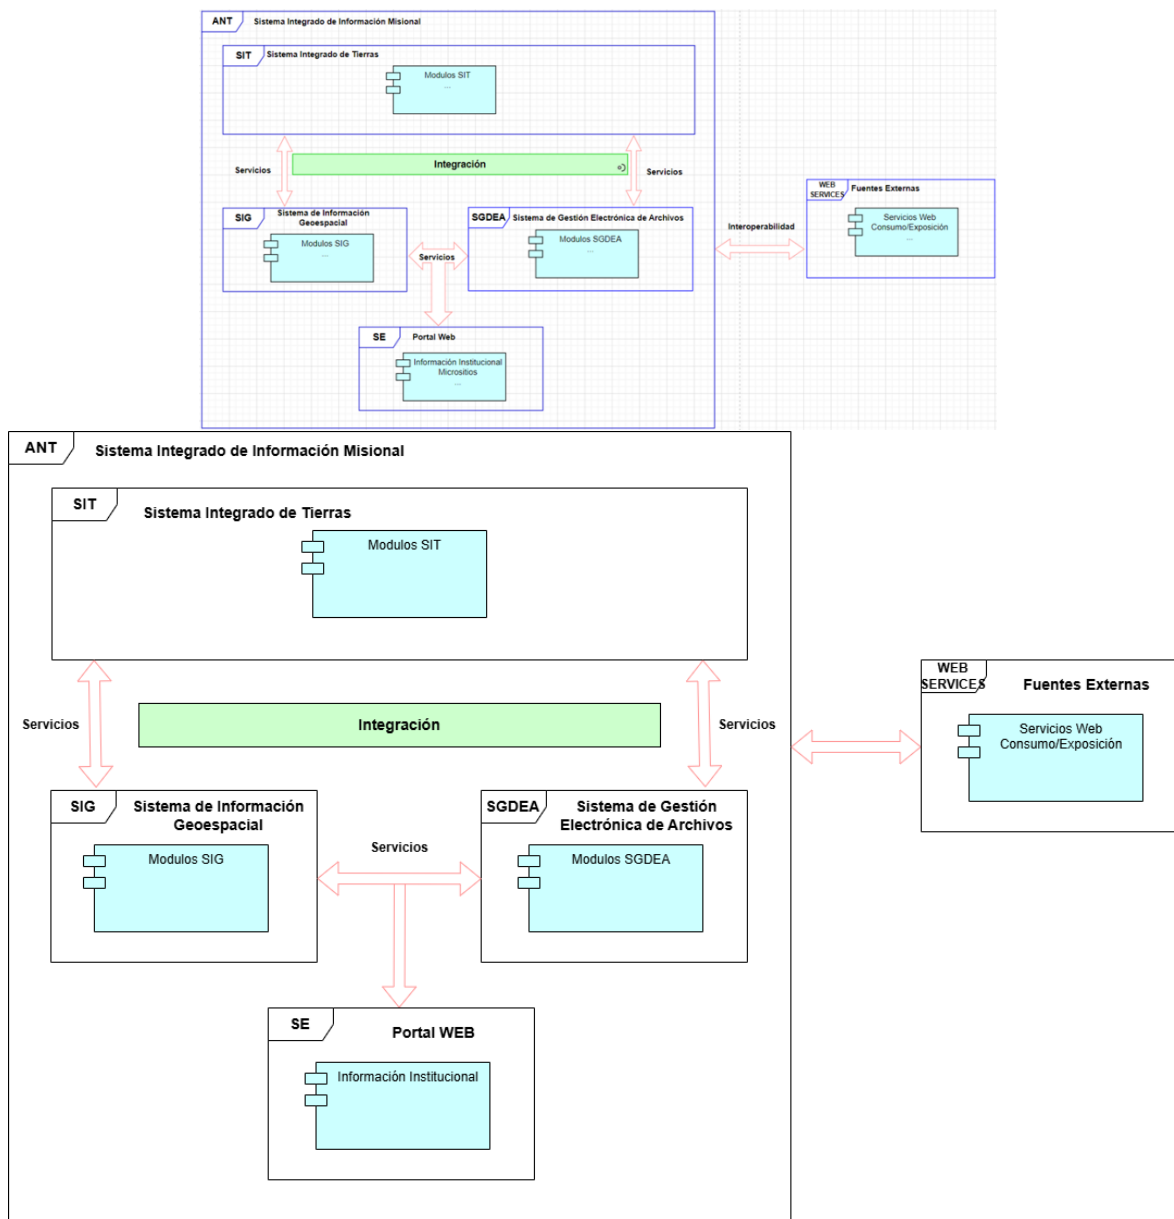 ANT
Sistema Integrado de Información Misional
SIT
Sistema Integrado de Tierras
Modulos SIT
...
Servicios
Integración
Servicios
SIG
Sistema de Información
Geoespacial
Modulos SIG
...
Servicios
SGDEA
Sistema de Gestión Electrónica de Archivos
Modulos SGDEA
...
Interoperabilidad
WEB
SERVICES
Fuentes Externas
Servicios Web
Consumo/Exposición
...
SE
Portal Web
Información Institucional
Micrositios
...
ANT
Sistema Integrado de Información Misional
SIT
Sistema Integrado de Tierras
Modulos SIT
Servicios
Integración
Servicios
WEB
SERVICES
Fuentes Externas
Servicios Web
Consumo/Exposición
SIG
Sistema de Información
Geoespacial
Modulos SIG
Servicios
SGDEA
Sistema de Gestión
Electrónica de Archivos
Modulos SGDEA
SE
Portal WEB
Información Institucional